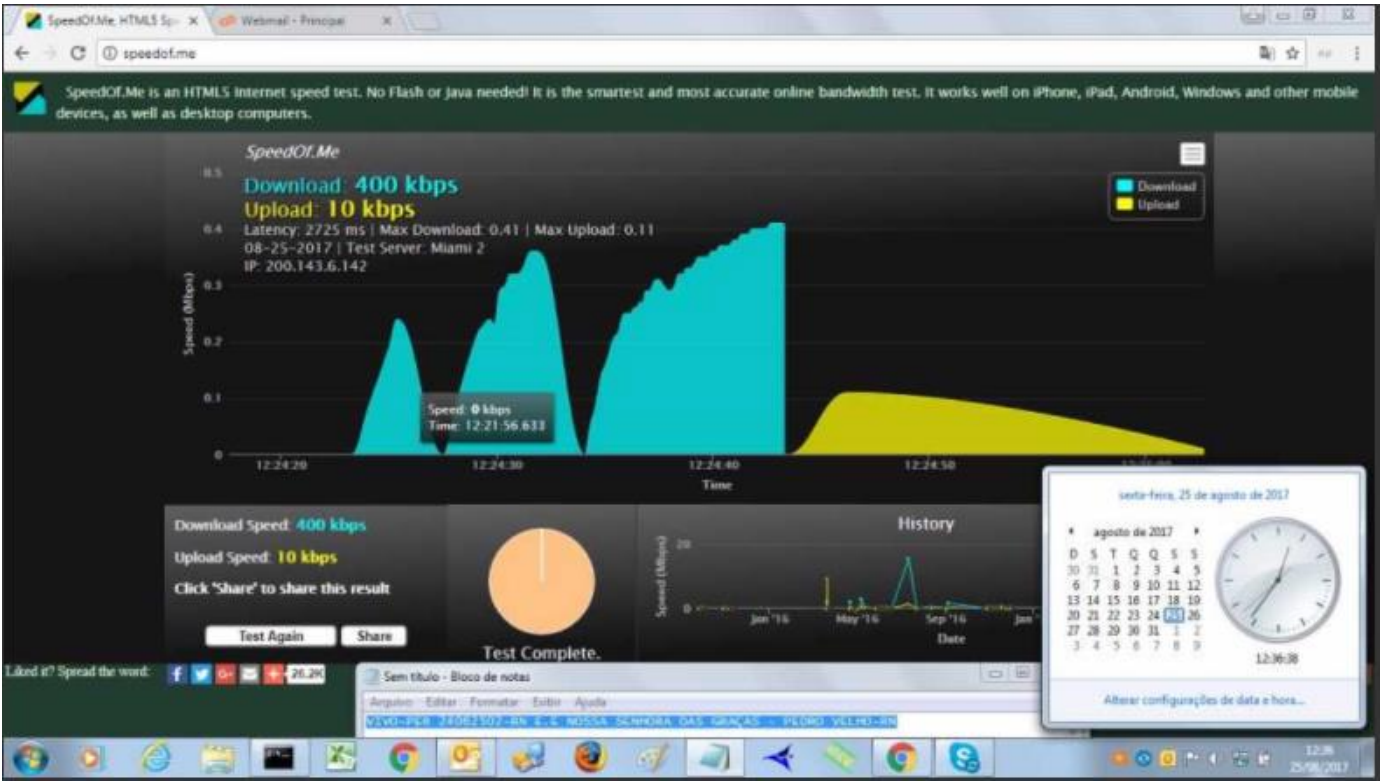 SpeedOf.Me, HTML5 Sp
Webmail - Principal
speedof.me
SpeedOf.Me is an HTML5 Internet speed test. No Flash or Java needed! It is the smartest and most accurate online bandwidth test. It works well on iPhone, iPad, Android, Windows and other mobile
devices, as well as desktop computers.
SpeedOf.Me
Download: 400 kbps
Upload: 10 kbps
Latency: 2725 ms | Max Download: 0.41 | Max Upload: 0.11
08-25-2017 | Test Server: Miami 2
IP: 200.143.6.142
Download
Upload
Speed (Mbps)
0.5
0.4
0.3
0.2
0.1
0
Speed: 0 kbps
Time: 12:21:56.633
12:24:20
12:24:30
12:24:40
12:24:50
Time
Download Speed: 400 kbps
Upload Speed: 10 kbps
Click "Share" to share this result
Test Again
Share
Test Complete.
History
Speed (Mbps)
20
0
Jan '16
May '16
Sep '16
Jan '
Date
sexta-feira, 25 de agosto de 2017
agosto de 2017
D S T Q Q S S
30 31 1 2 3 4 5
6 7 8 9 10 11 12
13 14 15 16 17 18 19
20 21 22 23 24 25 26
27 28 29 30 31 1 2
3 4 5 6 7 8 9
12:36:38
Alterar configurações de data e hora...
Liked it? Spread the word:
26.2K
Sem título - Bloco de notas
Arquivo Editar Formatar Exibir Ajuda
VIVO-PER 24062502-RN E.E NOSSA SENHORA DAS GRAÇAS - PEDRO VELHO-RN
12:36
25/08/2017